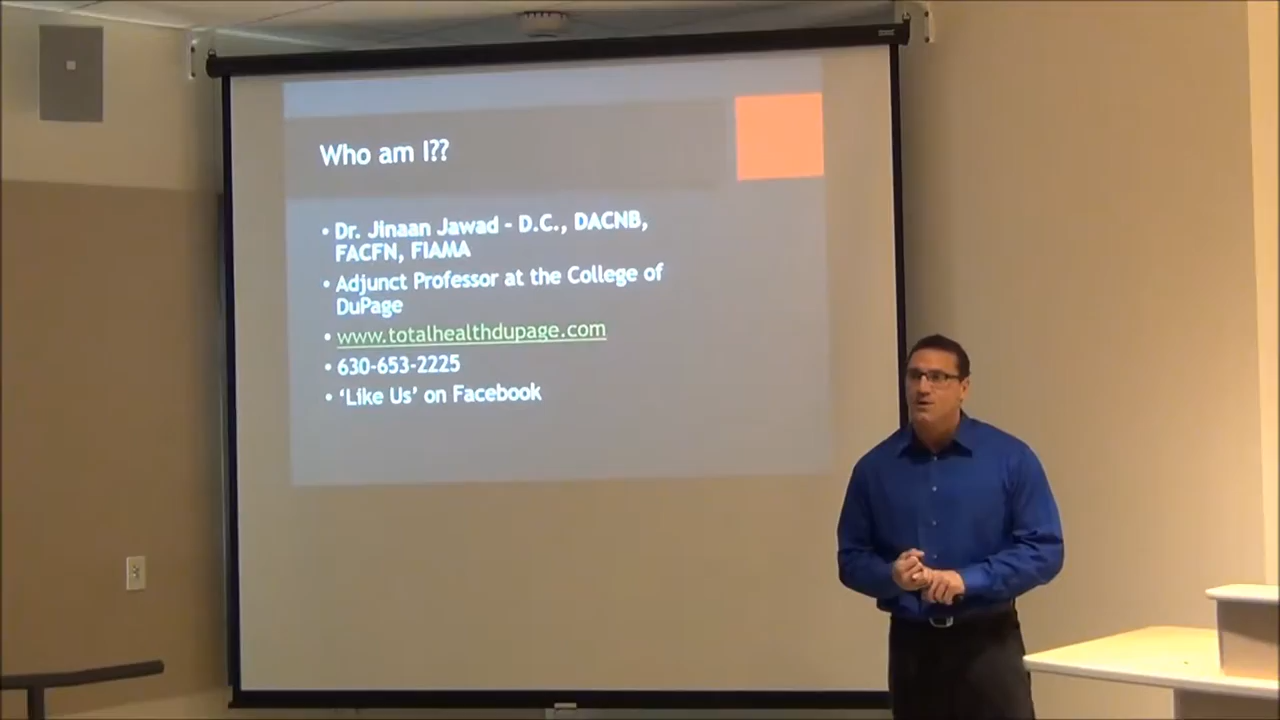 Who am I??
• Dr. Jinaan Jawad - D.C., DACNB,
FACFN, FIAMA
• Adjunct Professor at the College of
DuPage
• www.totalhealthdupage.com
• 630-653-2225
• ‘Like Us’ on Facebook